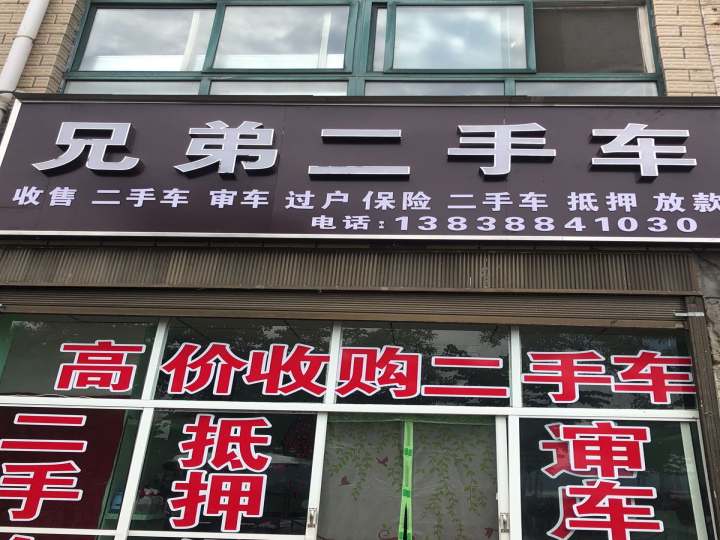 兄弟二手车
收售 二手车 审车 过户 保险 二手车 抵押 放款
电话:13838841030
高价收购二手车
二手
抵押
审车